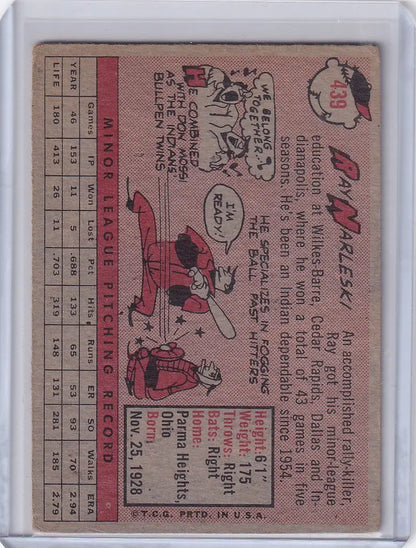 439
RAY NARLESKI
An accomplished rally-killer,
Ray got his minor-league
education at Wilkes-Barre, Cedar Rapids, Dallas and In-
dianapolis, where he won a total of 43 games in five
seasons. He's been an Indian dependable since 1954.
WE BELONG
TOGETHER..
HE COMBINED
WITH DON MOSSI
AS THE INDIANS
BULLPEN TWINS
I'M
READY!
HE SPECIALIZES IN FOGGING
THE BALL PAST HITTERS
Height: 6'1"
Weight: 175
Throws: Right
Bats: Right
Home:
Parma Heights,
Ohio
Born:
Nov. 25, 1928
MINOR LEAGUE PITCHING RECORD
Games IP Won Lost Pct Hits Runs ER SO Walks ERA
YEAR 46 153 11 5 .688 148 65 53 93 70 2.94
LIFE 180 413 26 11 .703 319 148 131 281 185 2.79
© T.C.G. PRTD. IN U.S.A.